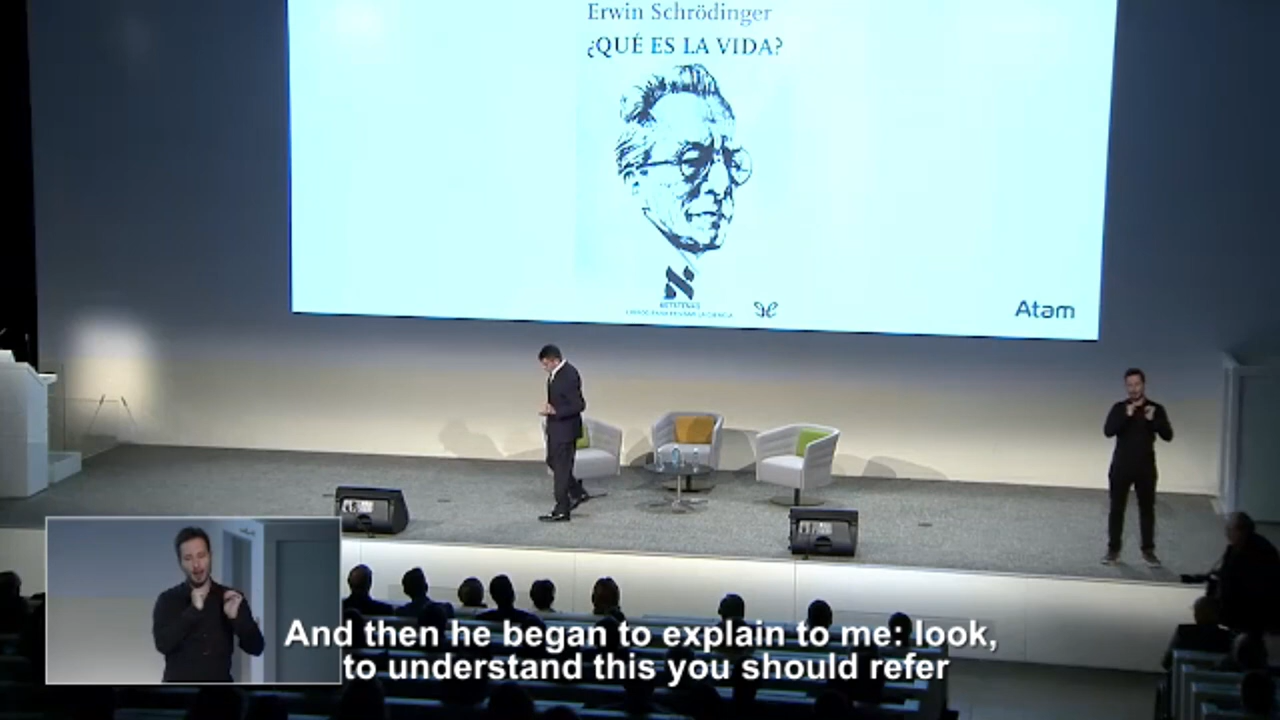 Erwin Schrödinger
¿QUÉ ES LA VIDA?
Atam
And then he began to explain to me: look,
to understand this you should refer